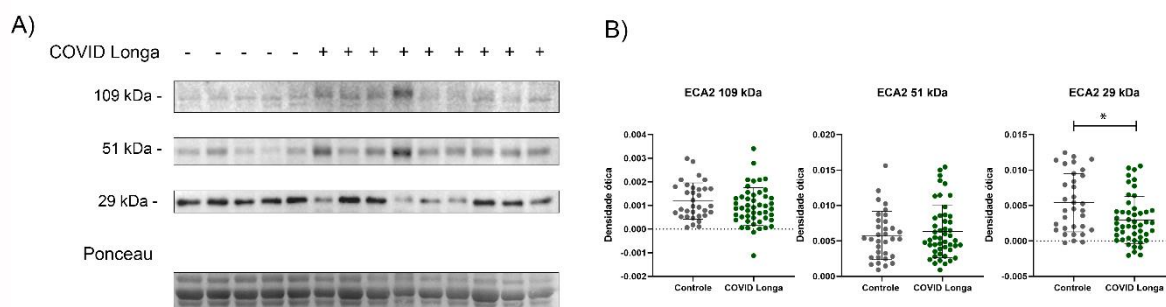 A)
COVID Longa - - - - - + + + + + + + + +
109 kDa -
51 kDa -
29 kDa -
Ponceau
B)
ECA2 109 kDa
Densidade ótica
0.004
0.003
0.002
0.001
0.000
-0.001
-0.002
Controle COVID Longa
ECA2 51 kDa
Densidade ótica
0.020
0.015
0.010
0.005
0.000
Controle COVID Longa
ECA2 29 kDa
*
Densidade ótica
0.015
0.010
0.005
0.000
-0.005
Controle COVID Longa